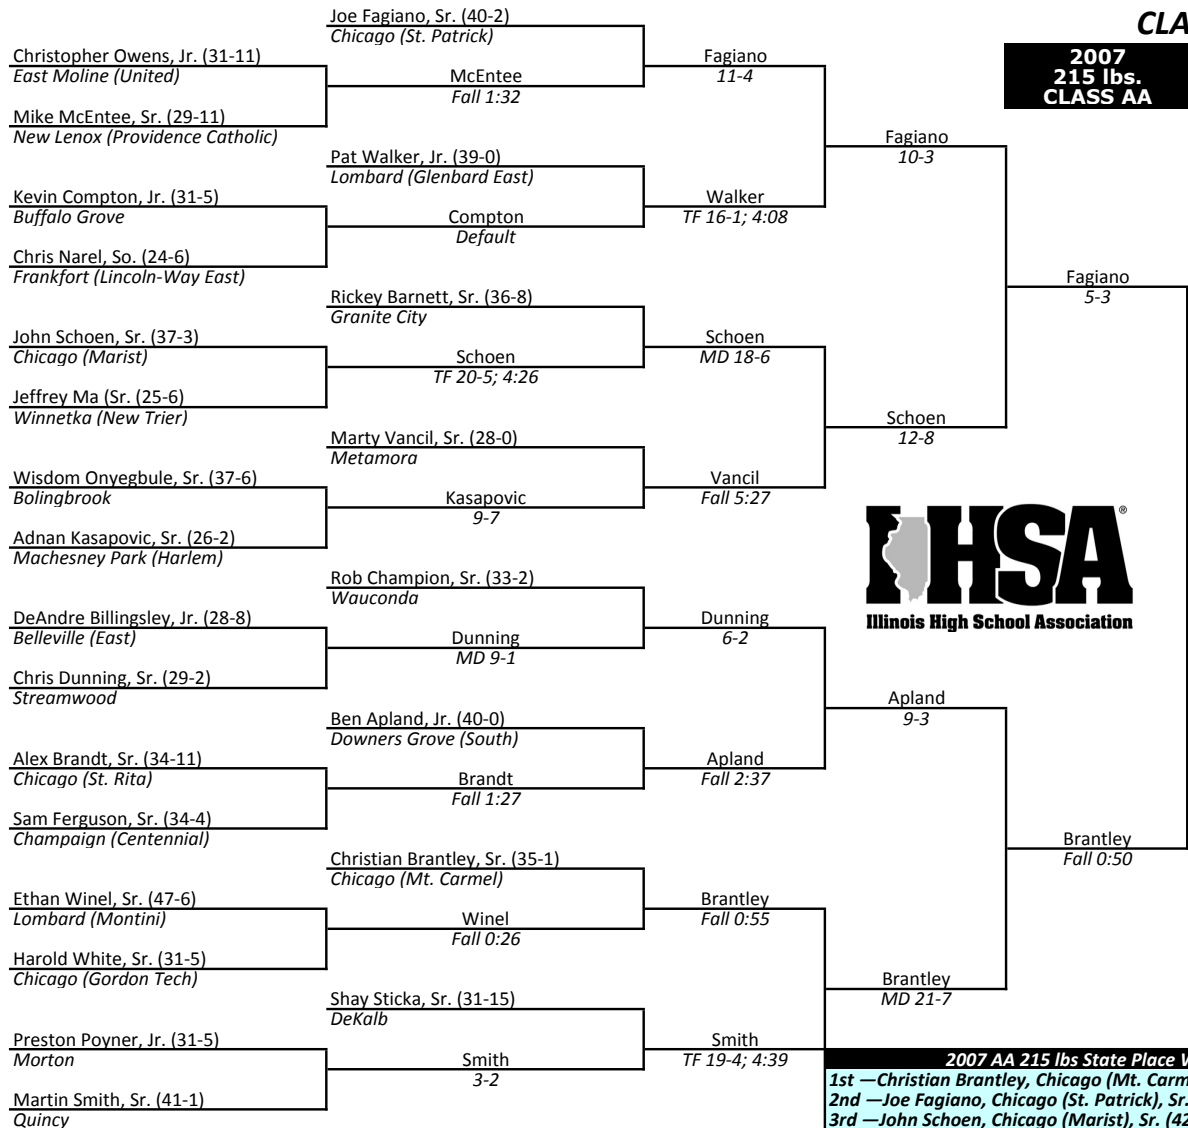 CLA
2007
215 lbs.
CLASS AA
Joe Fagiano, Sr. (40-2)
Chicago (St. Patrick)
Christopher Owens, Jr. (31-11)
East Moline (United)
Fagiano
11-4
McEntee
Fall 1:32
Mike McEntee, Sr. (29-11)
New Lenox (Providence Catholic)
Fagiano
10-3
Pat Walker, Jr. (39-0)
Lombard (Glenbard East)
Kevin Compton, Jr. (31-5)
Buffalo Grove
Walker
TF 16-1; 4:08
Compton
Default
Chris Narel, So. (24-6)
Frankfort (Lincoln-Way East)
Fagiano
5-3
Rickey Barnett, Sr. (36-8)
Granite City
John Schoen, Sr. (37-3)
Chicago (Marist)
Schoen
MD 18-6
Schoen
TF 20-5; 4:26
Jeffrey Ma (Sr. (25-6)
Winnetka (New Trier)
Schoen
12-8
Marty Vancil, Sr. (28-0)
Metamora
Wisdom Onyegbule, Sr. (37-6)
Bolingbrook
Vancil
Fall 5:27
Kasapovic
9-7
Adnan Kasapovic, Sr. (26-2)
Machesney Park (Harlem)
IHSA®
Illinois High School Association
Rob Champion, Sr. (33-2)
Wauconda
DeAndre Billingsley, Jr. (28-8)
Belleville (East)
Dunning
6-2
Dunning
MD 9-1
Chris Dunning, Sr. (29-2)
Streamwood
Apland
9-3
Ben Apland, Jr. (40-0)
Downers Grove (South)
Alex Brandt, Sr. (34-11)
Chicago (St. Rita)
Apland
Fall 2:37
Brandt
Fall 1:27
Sam Ferguson, Sr. (34-4)
Champaign (Centennial)
Brantley
Fall 0:50
Christian Brantley, Sr. (35-1)
Chicago (Mt. Carmel)
Ethan Winel, Sr. (47-6)
Lombard (Montini)
Brantley
Fall 0:55
Winel
Fall 0:26
Harold White, Sr. (31-5)
Chicago (Gordon Tech)
Brantley
MD 21-7
Shay Sticka, Sr. (31-15)
DeKalb
Preston Poyner, Jr. (31-5)
Morton
Smith
TF 19-4; 4:39
Smith
3-2
Martin Smith, Sr. (41-1)
Quincy
2007 AA 215 lbs State Place W
1st —Christian Brantley, Chicago (Mt. Carm
2nd —Joe Fagiano, Chicago (St. Patrick), Sr.
3rd —John Schoen, Chicago (Marist), Sr. (42